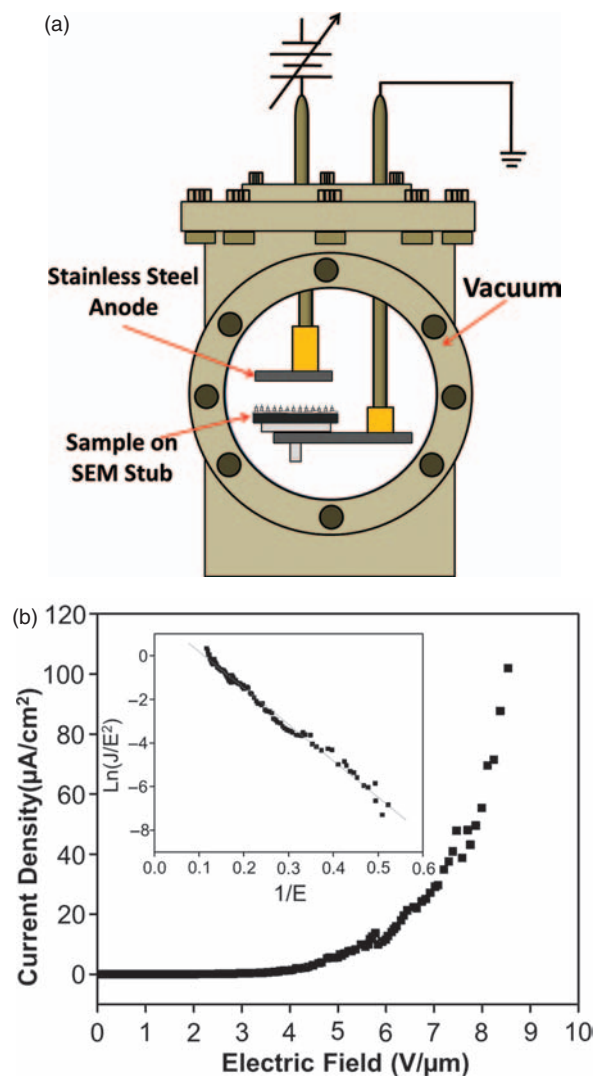 (a)
Stainless Steel
Anode
Vacuum
Sample on
SEM Stub
(b)
120
100
80
60
40
20
0
Current Density(µA/cm²)
0
−2
−4
−6
−8
Ln(J/E²)
0.0 0.1 0.2 0.3 0.4 0.5 0.6
1/E
0 1 2 3 4 5 6 7 8 9 10
Electric Field (V/µm)